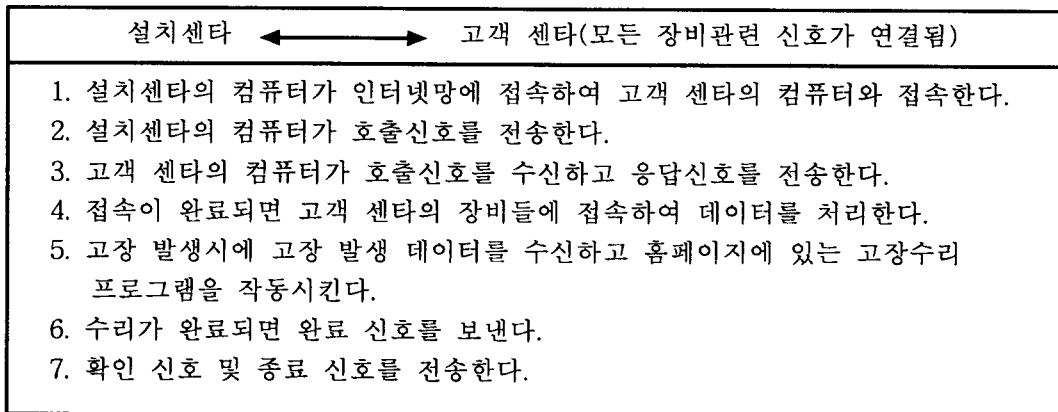 설치센타 ↔ 고객 센타(모든 장비관련 신호가 연결됨)
1. 설치센타의 컴퓨터가 인터넷망에 접속하여 고객 센타의 컴퓨터와 접속한다.
2. 설치센타의 컴퓨터가 호출신호를 전송한다.
3. 고객 센타의 컴퓨터가 호출신호를 수신하고 응답신호를 전송한다.
4. 접속이 완료되면 고객 센타의 장비들에 접속하여 데이터를 처리한다.
5. 고장 발생시에 고장 발생 데이터를 수신하고 홈페이지에 있는 고장수리
프로그램을 작동시킨다.
6. 수리가 완료되면 완료 신호를 보낸다.
7. 확인 신호 및 종료 신호를 전송한다.